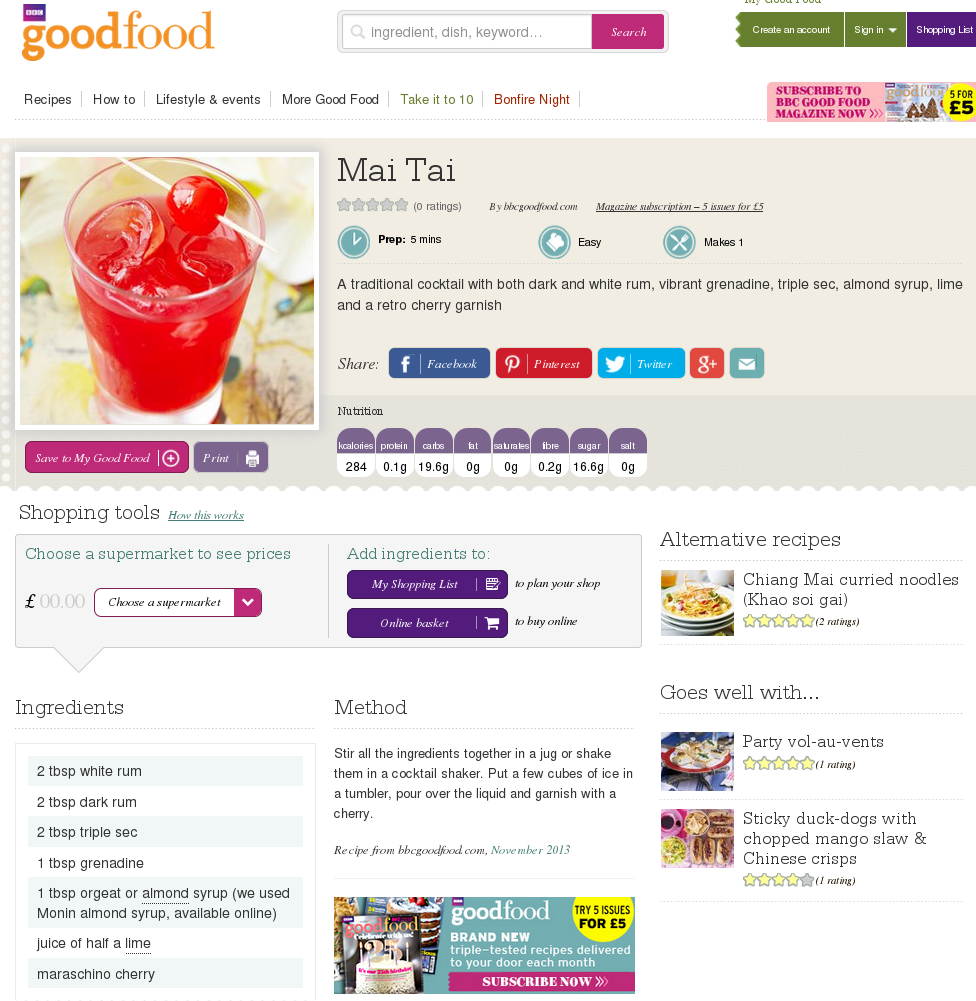 My Good Food
BBC
goodfood
Ingredient, dish, keyword...
Search
Create an account
Sign in
Shopping List
Recipes
How to
Lifestyle & events
More Good Food
Take it to 10
Bonfire Night
SUBSCRIBE TO
BBC GOOD FOOD
MAGAZINE NOW
goodfood
5 FOR
£5
Mai Tai
(0 ratings)
By bbcgoodfood.com
Magazine subscription – 5 issues for £5
Prep: 5 mins
Easy
Makes 1
A traditional cocktail with both dark and white rum, vibrant grenadine, triple sec, almond syrup, lime
and a retro cherry garnish
Share:
Facebook
Pinterest
Twitter
g+
Nutrition
kcalories protein carbs fat saturates fibre sugar salt
284 0.1g 19.6g 0g 0g 0.2g 16.6g 0g
Save to My Good Food
Print
Shopping tools
How this works
Choose a supermarket to see prices
£ 00.00
Choose a supermarket
Add ingredients to:
My Shopping List
to plan your shop
Online basket
to buy online
Alternative recipes
Chiang Mai curried noodles
(Khao soi gai)
(2 ratings)
Goes well with...
Party vol-au-vents
(1 rating)
Sticky duck-dogs with
chopped mango slaw &
Chinese crisps
(1 rating)
Ingredients
2 tbsp white rum
2 tbsp dark rum
2 tbsp triple sec
1 tbsp grenadine
1 tbsp orgeat or almond syrup (we used
Monin almond syrup, available online)
juice of half a lime
maraschino cherry
Method
Stir all the ingredients together in a jug or shake
them in a cocktail shaker. Put a few cubes of ice in
a tumbler, pour over the liquid and garnish with a
cherry.
Recipe from bbcgoodfood.com, November 2013
goodfood
Celebrate with us!
It's our 25th birthday!
BBC
goodfood
BRAND NEW
triple-tested recipes delivered
to your door each month
TRY 5 ISSUES
FOR £5
SUBSCRIBE NOW